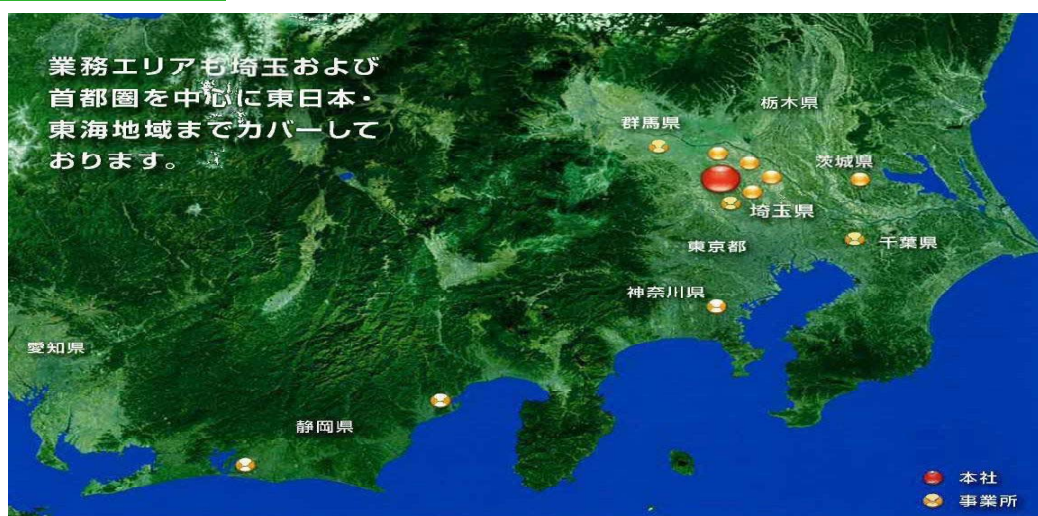 業務エリアも埼玉および
首都圏を中心に東日本・
東海地域までカバーして
おります。
栃木県
群馬県
茨城県
埼玉県
東京都
千葉県
神奈川県
愛知県
静岡県
本社
事業所